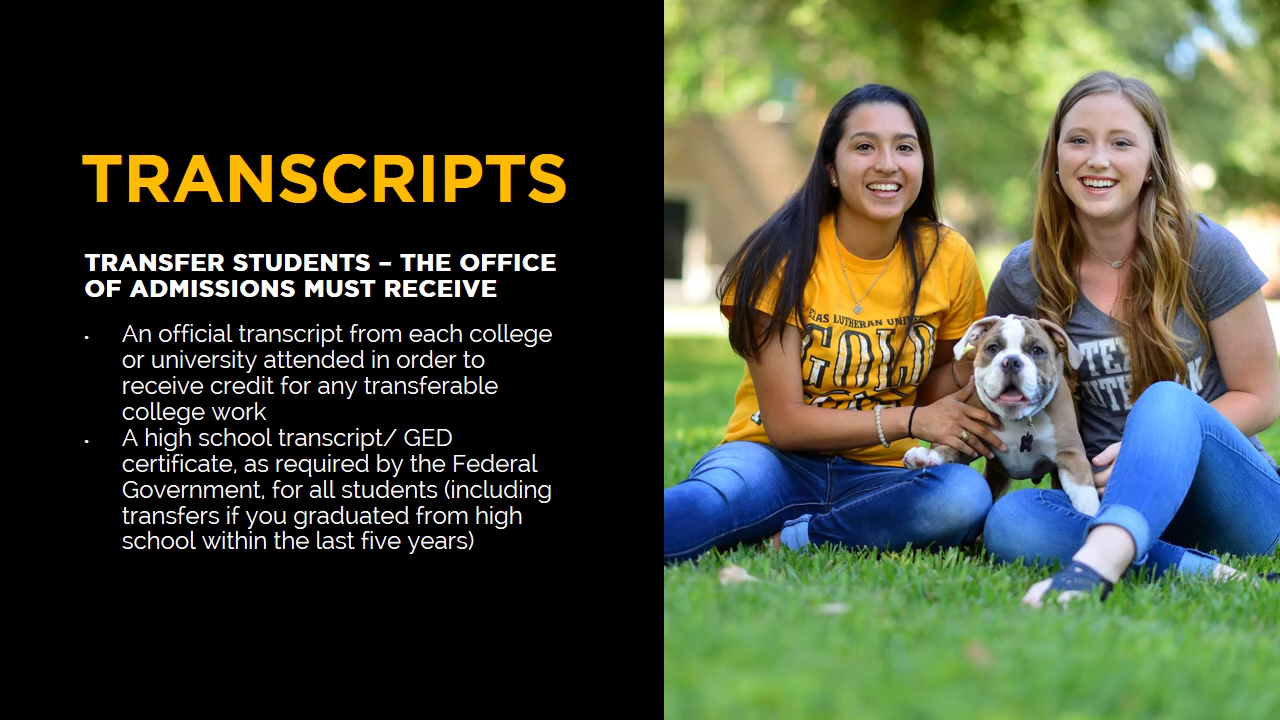 TRANSCRIPTS
TRANSFER STUDENTS – THE OFFICE
OF ADMISSIONS MUST RECEIVE
• An official transcript from each college
or university attended in order to
receive credit for any transferable
college work
• A high school transcript/ GED
certificate, as required by the Federal
Government, for all students (including
transfers if you graduated from high
school within the last five years)
LUTHERAN
GOLD